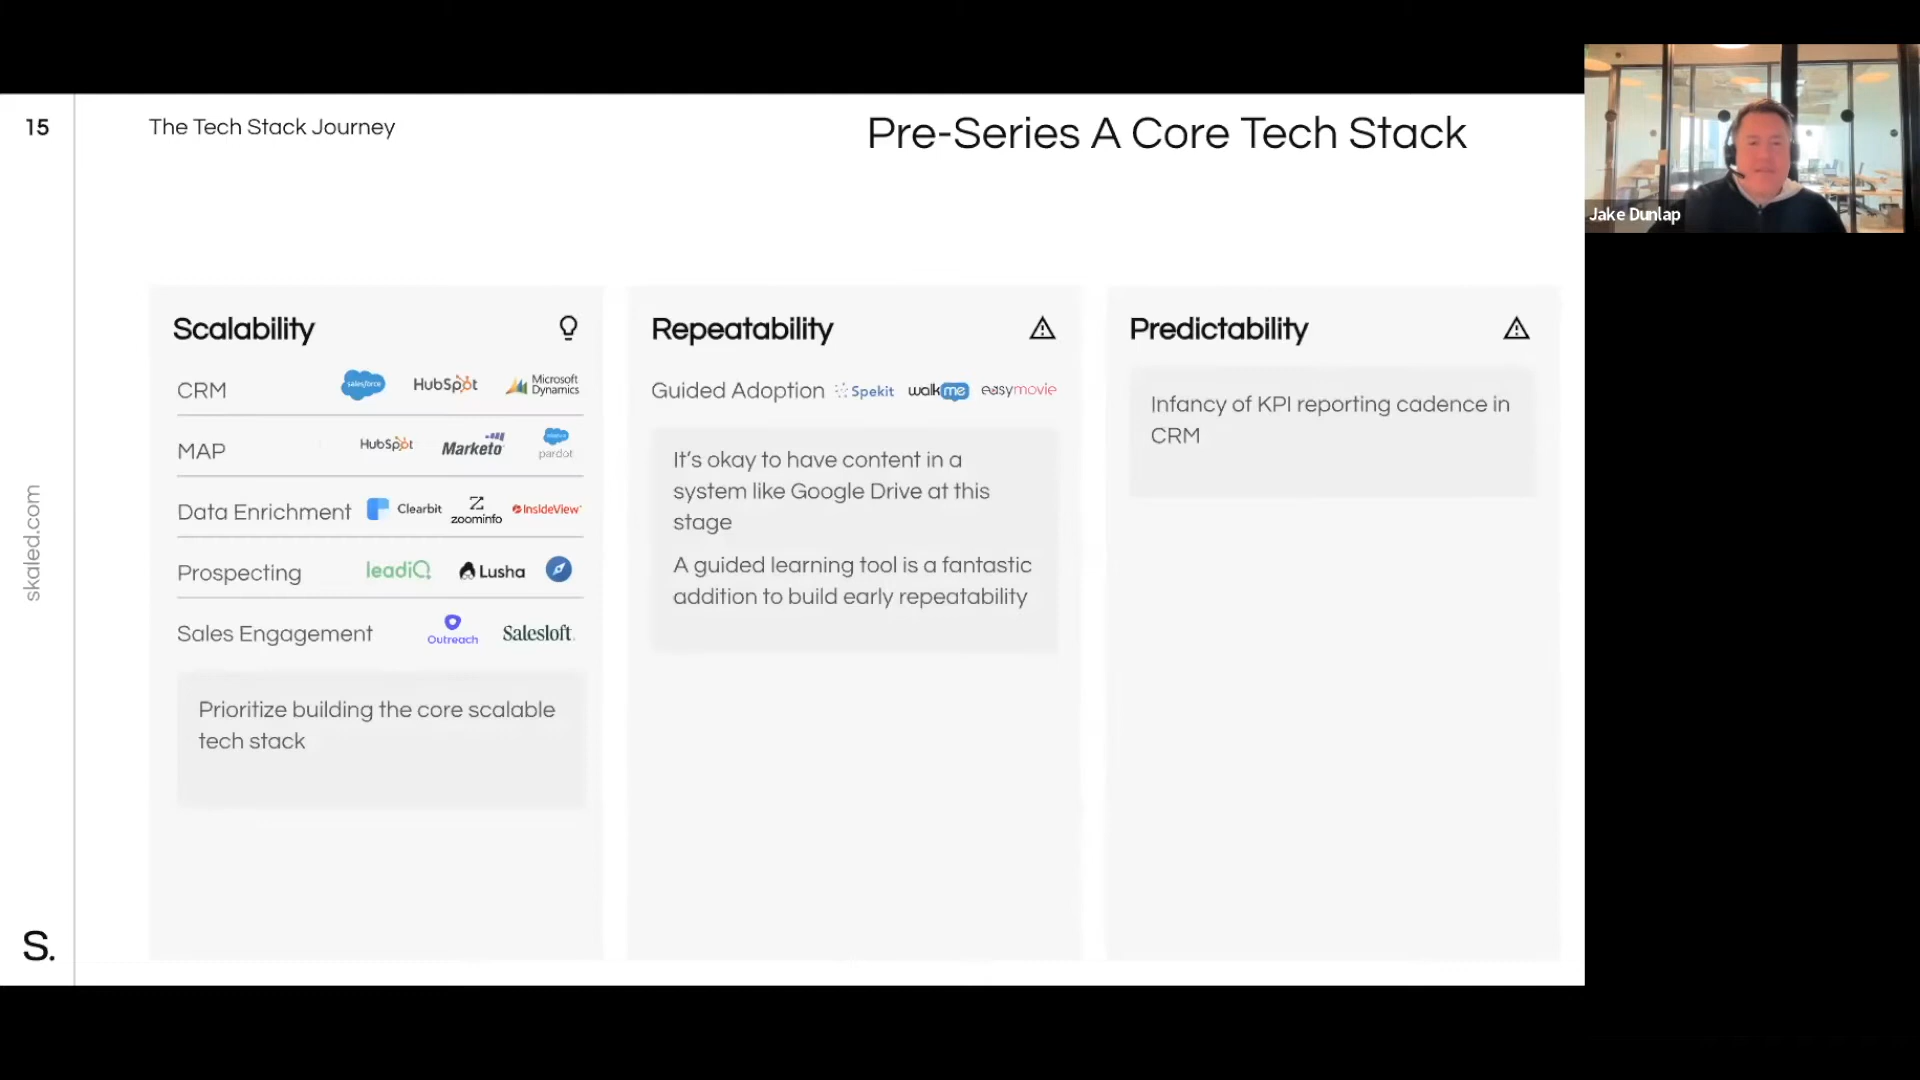 15
The Tech Stack Journey
Pre-Series A Core Tech Stack
Jake Dunlap
skaled.com
S.
Scalability
CRM salesforce HubSpot Microsoft Dynamics
MAP HubSpot Marketo pardot
Data Enrichment Clearbit zoominfo InsideView
Prospecting leadiQ Lusha
Sales Engagement Outreach Salesloft.
Prioritize building the core scalable
tech stack
Repeatability
Guided Adoption Spekit walkme easymovie
It's okay to have content in a
system like Google Drive at this
stage
A guided learning tool is a fantastic
addition to build early repeatability
Predictability
Infancy of KPI reporting cadence in
CRM